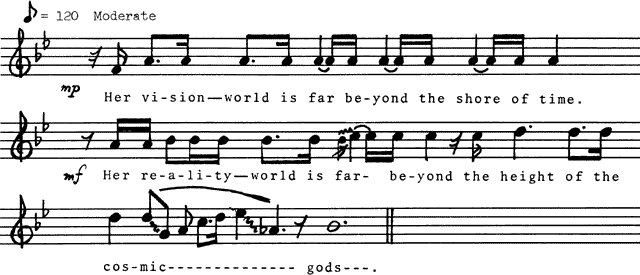 ♪= 120 Moderate
mp
Her vi-sion—world is far be-yond the shore of time.
mf
Her re-a-li-ty—world is far- be-yond the height of the
cos-mic-------------- gods---.